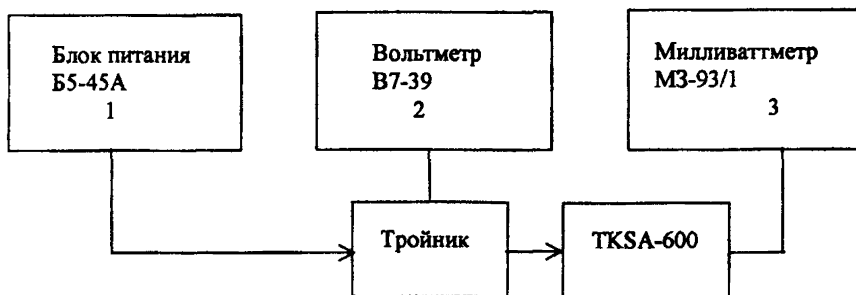 Блок питания
Б5-45А
1
Вольтметр
В7-39
2
Милливаттметр
М3-93/1
3
Тройник
TKSA-600